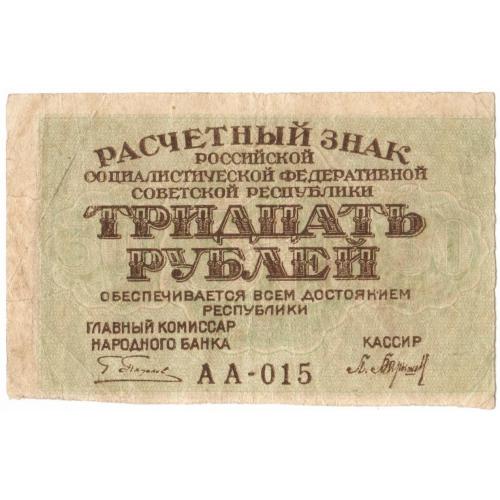 РАСЧЕТНЫЙ ЗНАК
РОССИЙСКОЙ
СОЦИАЛИСТИЧЕСКОЙ ФЕДЕРАТИВНОЙ
СОВЕТСКОЙ РЕСПУБЛИКИ
ТРИДЦАТЬ
РУБЛЕЙ
ОБЕСПЕЧИВАЕТСЯ ВСЕМ ДОСТОЯНИЕМ
РЕСПУБЛИКИ
ГЛАВНЫЙ КОМИССАР
НАРОДНОГО БАНКА
КАССИР
АА-015